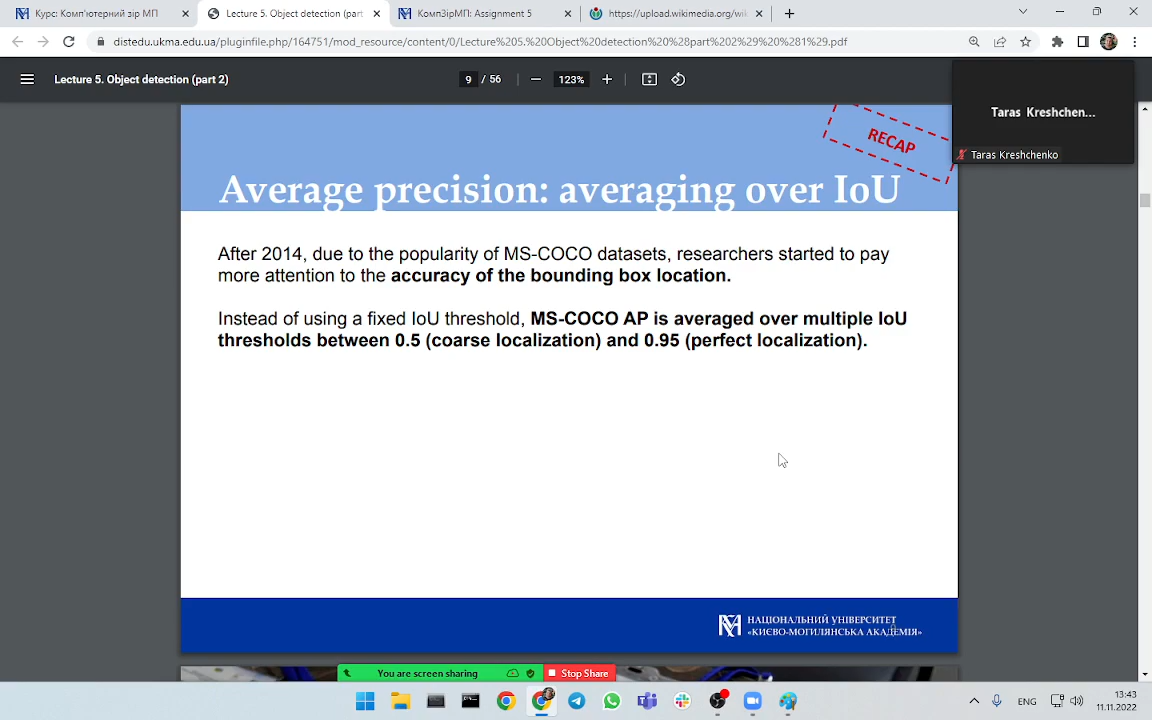 Курс: Комп'ютерний зір МП
Lecture 5. Object detection (part
КомпЗірМП: Assignment 5
https://upload.wikimedia.org/wi
distedu.ukma.edu.ua/pluginfile.php/164751/mod_resource/content/0/Lecture%205.%20Object%20detection%20%28part%202%29%20%281%29.pdf
Lecture 5. Object detection (part 2)
9 / 56
123%
Taras Kreshchen...
Taras Kreshchenko
RECAP
Average precision: averaging over IoU
After 2014, due to the popularity of MS-COCO datasets, researchers started to pay
more attention to the accuracy of the bounding box location.
Instead of using a fixed IoU threshold, MS-COCO AP is averaged over multiple IoU
thresholds between 0.5 (coarse localization) and 0.95 (perfect localization).
НАЦІОНАЛЬНИЙ УНІВЕРСИТЕТ
«КИЄВО-МОГИЛЯНСЬКА АКАДЕМІЯ»
You are screen sharing
Stop Share
ENG
13:43
11.11.2022